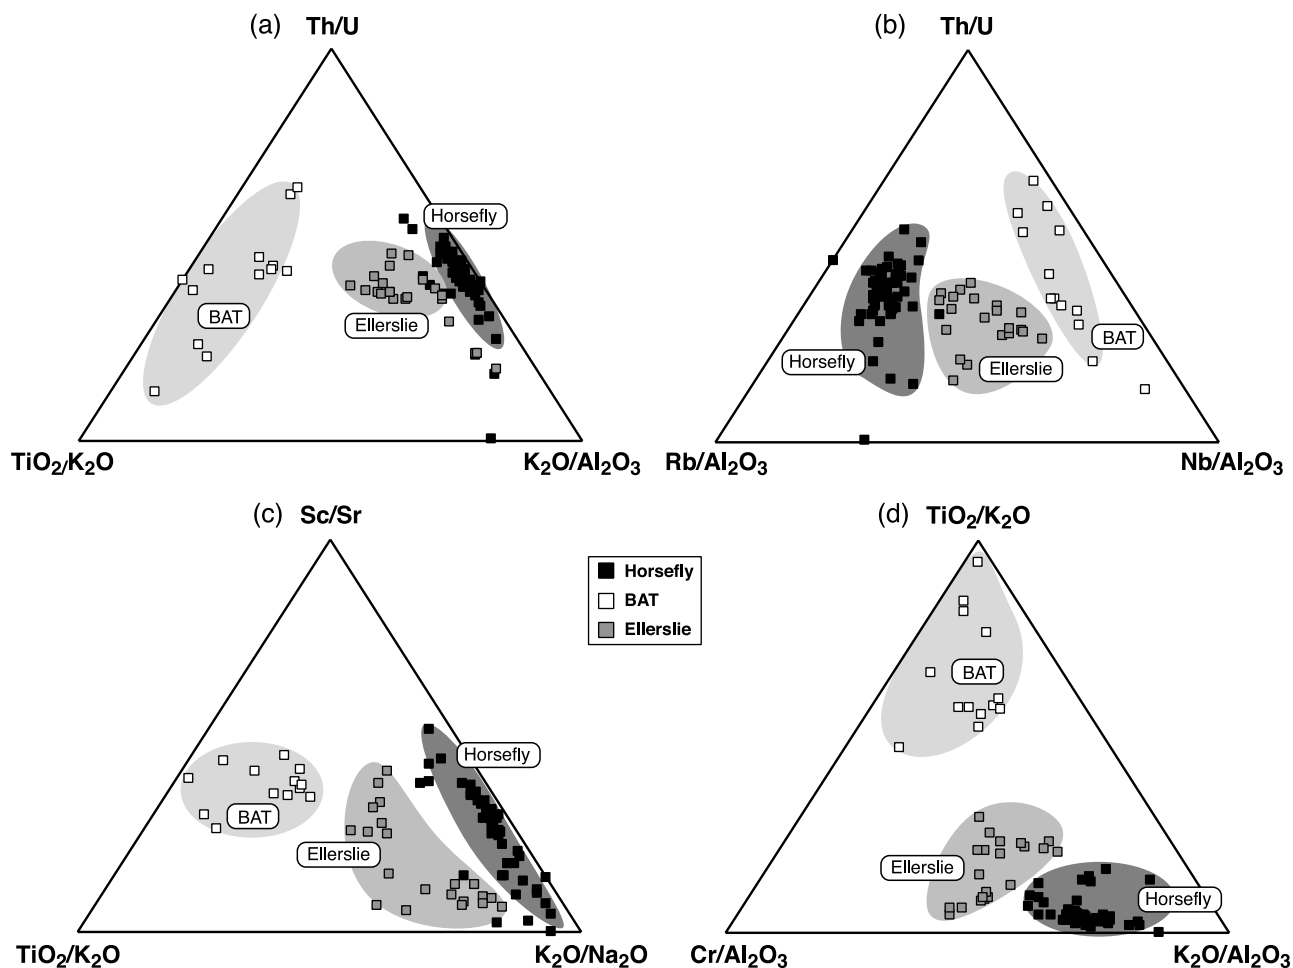 (a) Th/U
Horsefly
BAT
Ellerslie
TiO₂/K₂O
K₂O/Al₂O₃
(b) Th/U
Horsefly
Ellerslie
BAT
Rb/Al₂O₃
Nb/Al₂O₃
(c) Sc/Sr
Horsefly
BAT
Ellerslie
TiO₂/K₂O
K₂O/Na₂O
Horsefly
BAT
Ellerslie
(d) TiO₂/K₂O
BAT
Ellerslie
Horsefly
Cr/Al₂O₃
K₂O/Al₂O₃